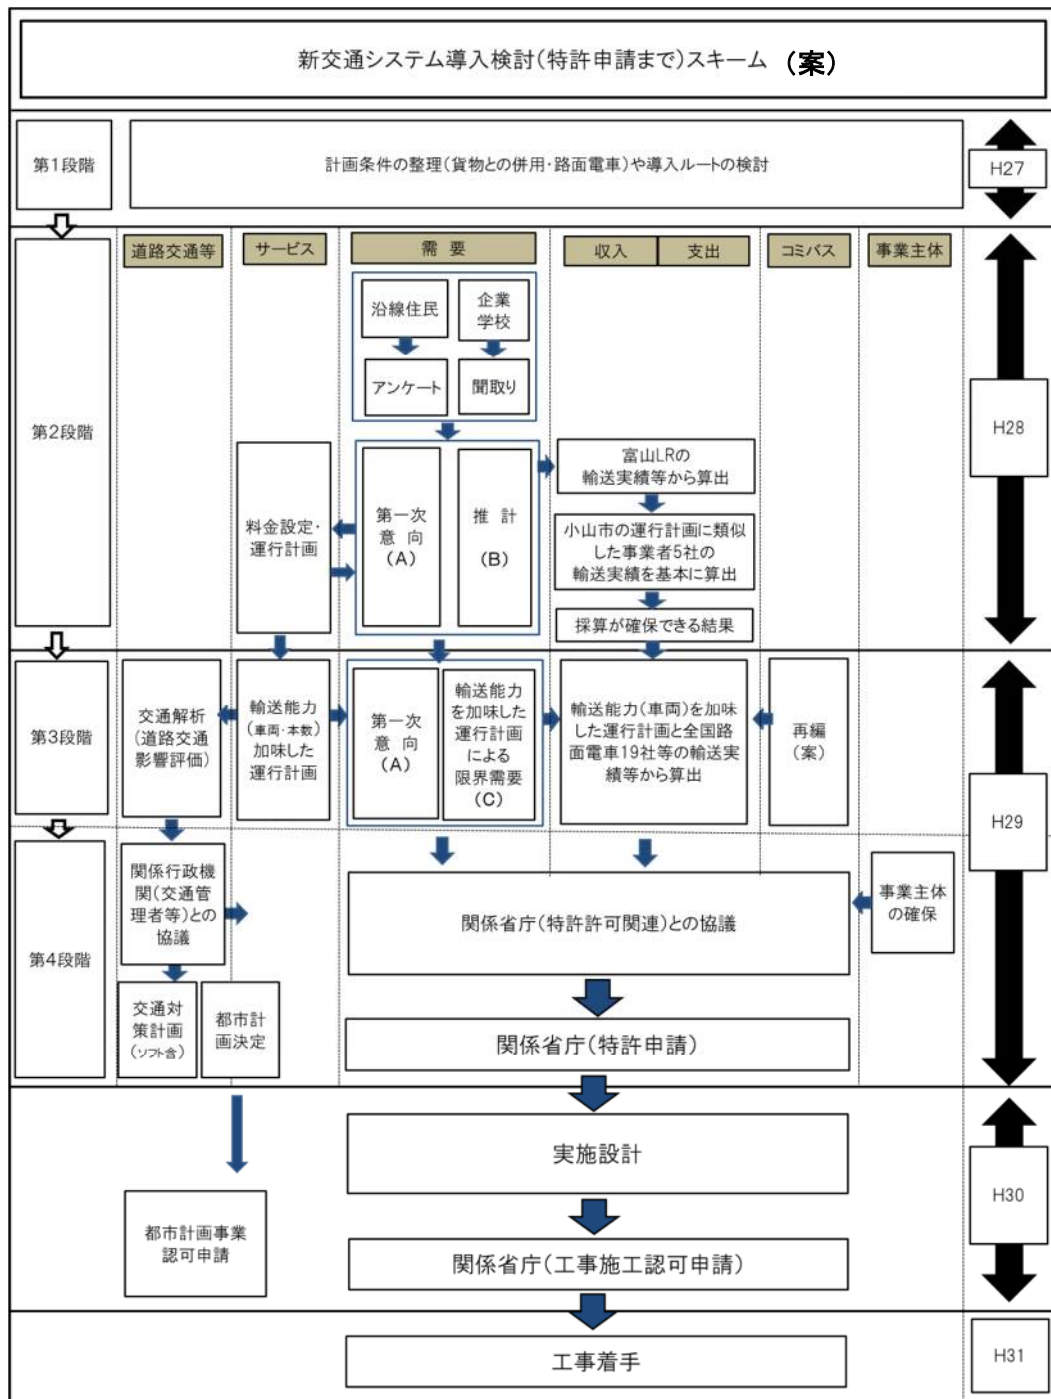 新交通システム導入検討(特許申請まで)スキーム (案)
第1段階
計画条件の整理(貨物との併用・路面電車)や導入ルートの検討
H27
道路交通等
サービス
需 要
収入
支出
コミバス
事業主体
第2段階
沿線住民
企業
学校
アンケート
聞取り
料金設定・
運行計画
第一次
意 向
(A)
推 計
(B)
富山LRの
輸送実績等から算出
小山市の運行計画に類似
した事業者5社の
輸送実績を基本に算出
採算が確保できる結果
H28
第3段階
交通解析
(道路交通
影響評価)
輸送能力
(車両・本数)
加味した
運行計画
第一次
意 向
(A)
輸送能力
を加味した
運行計画
による
限界需要
(C)
輸送能力(車両)を加味
した運行計画と全国路
面電車19社等の輸送実
績等から算出
再編
(案)
H29
第4段階
関係行政機
関(交通管
理者等)との
協議
関係省庁(特許許可関連)との協議
事業主体
の確保
交通対
策計画
(ソフト含)
都市計
画決定
関係省庁(特許申請)
実施設計
H30
都市計画事業
認可申請
関係省庁(工事施工認可申請)
工事着手
H31